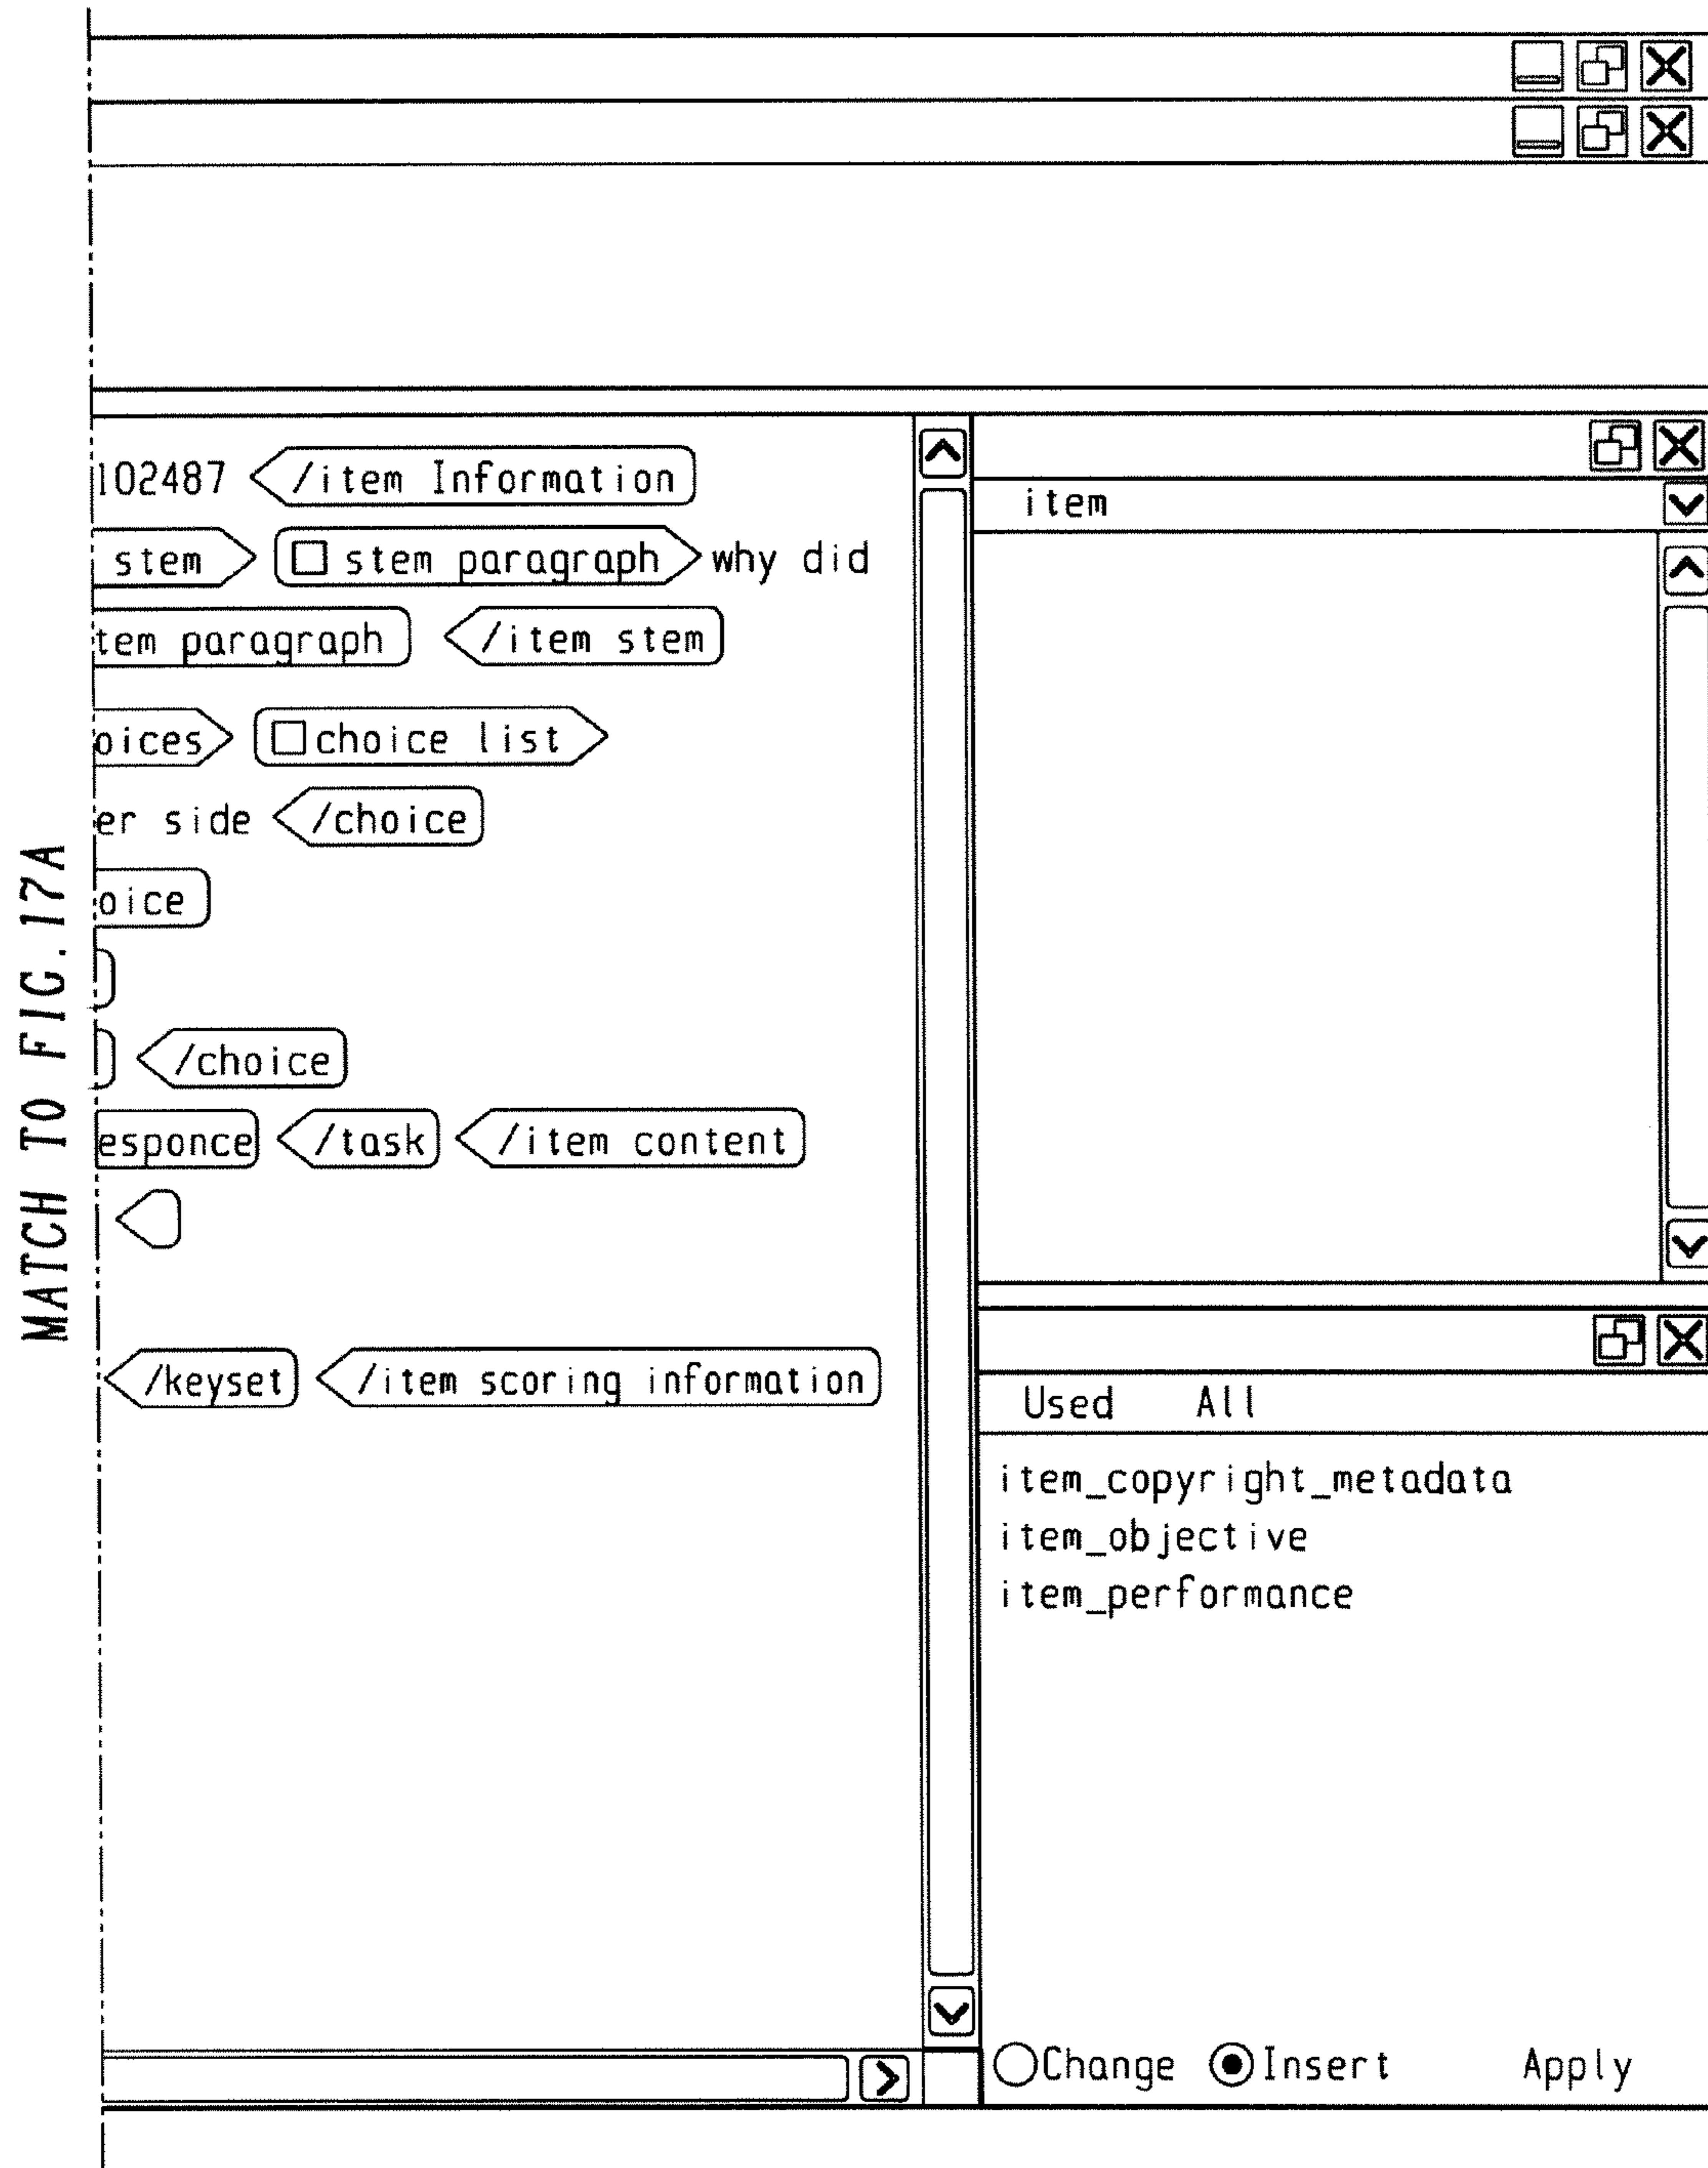 MATCH TO FIG. 17A
102487 /item Information
stem stem paragraph why did
tem paragraph /item stem
oices choice list
er side /choice
oice
/choice
esponce /task /item content
/keyset /item scoring information
item
Used All
item_copyright_metadata
item_objective
item_performance
Change Insert Apply